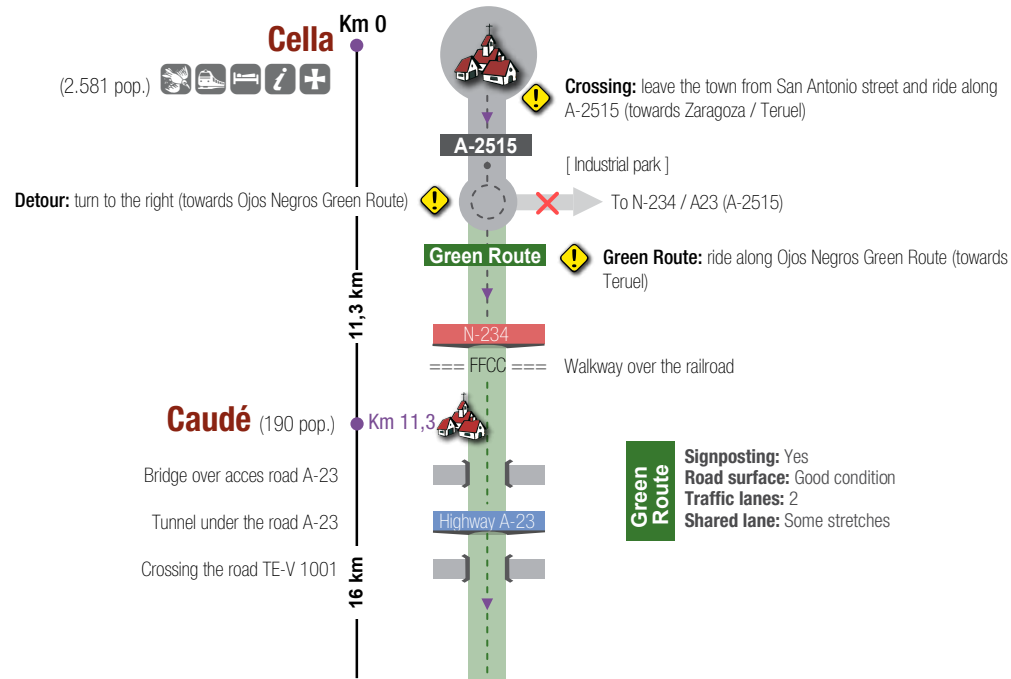 Km 0
Cella
(2.581 pop.)
i
Crossing: leave the town from San Antonio street and ride along
A-2515 (towards Zaragoza / Teruel)
A-2515
[ Industrial park ]
Detour: turn to the right (towards Ojos Negros Green Route)
To N-234 / A23 (A-2515)
Green Route
Green Route: ride along Ojos Negros Green Route (towards
Teruel)
11,3 km
N-234
=== FFCC ===
Walkway over the railroad
Caudé (190 pop.)
Km 11,3
Bridge over acces road A-23
Tunnel under the road A-23
Highway A-23
Crossing the road TE-V 1001
16 km
Green
Route
Signposting: Yes
Road surface: Good condition
Traffic lanes: 2
Shared lane: Some stretches